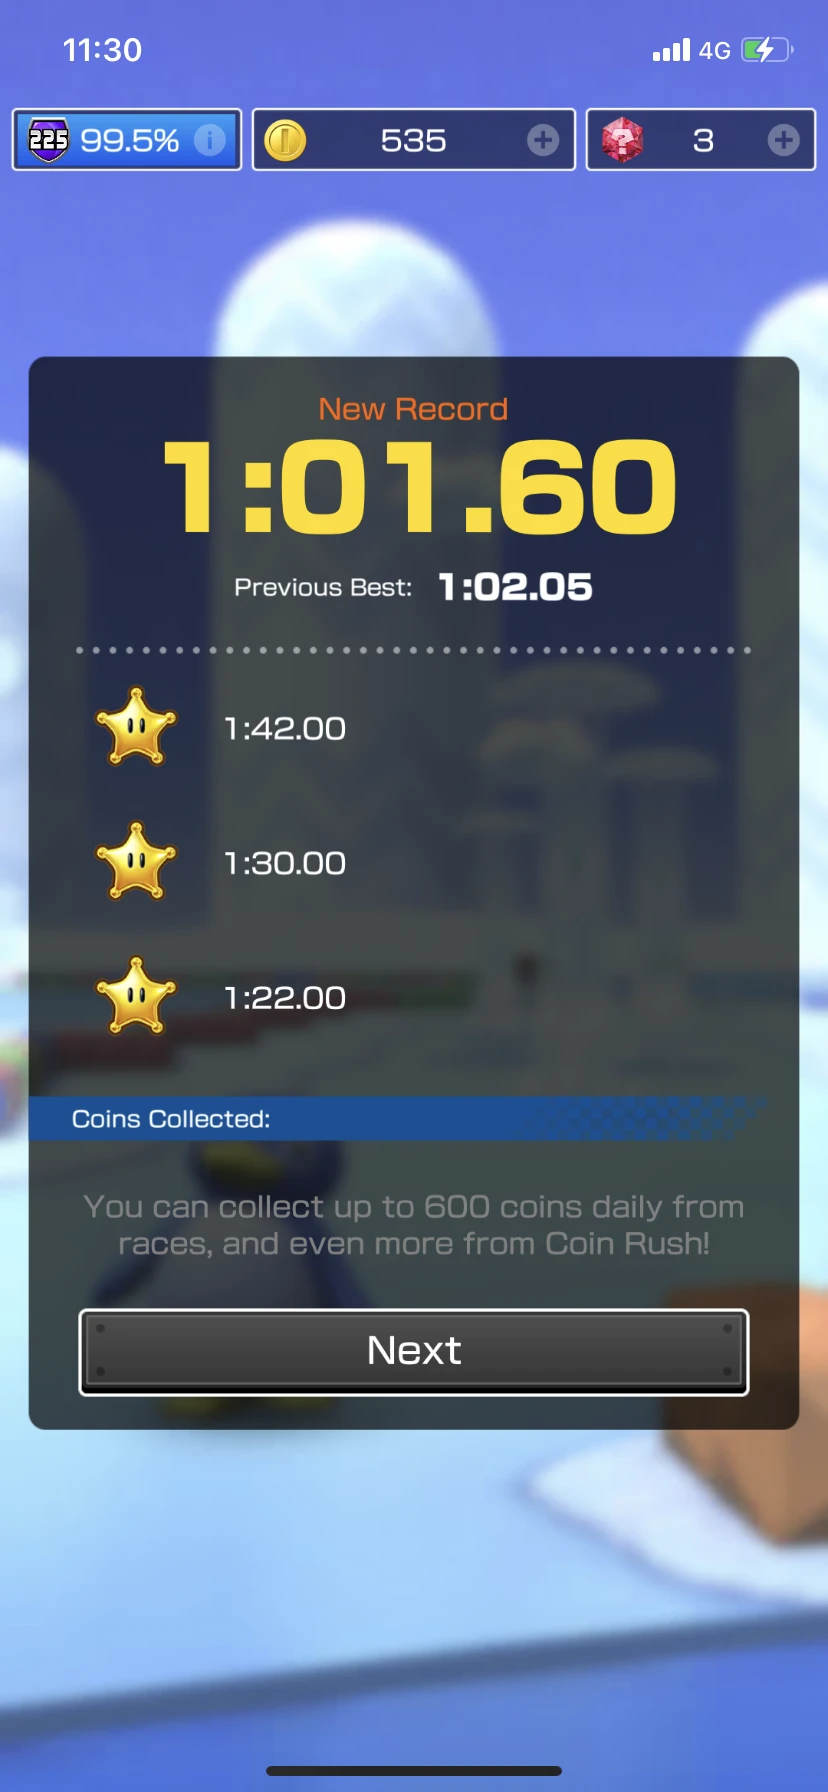 11:30
4G
225 99.5% i
535 +
? 3 +
New Record
1:01.60
Previous Best: 1:02.05
1:42.00
1:30.00
1:22.00
Coins Collected:
You can collect up to 600 coins daily from
races, and even more from Coin Rush!
Next